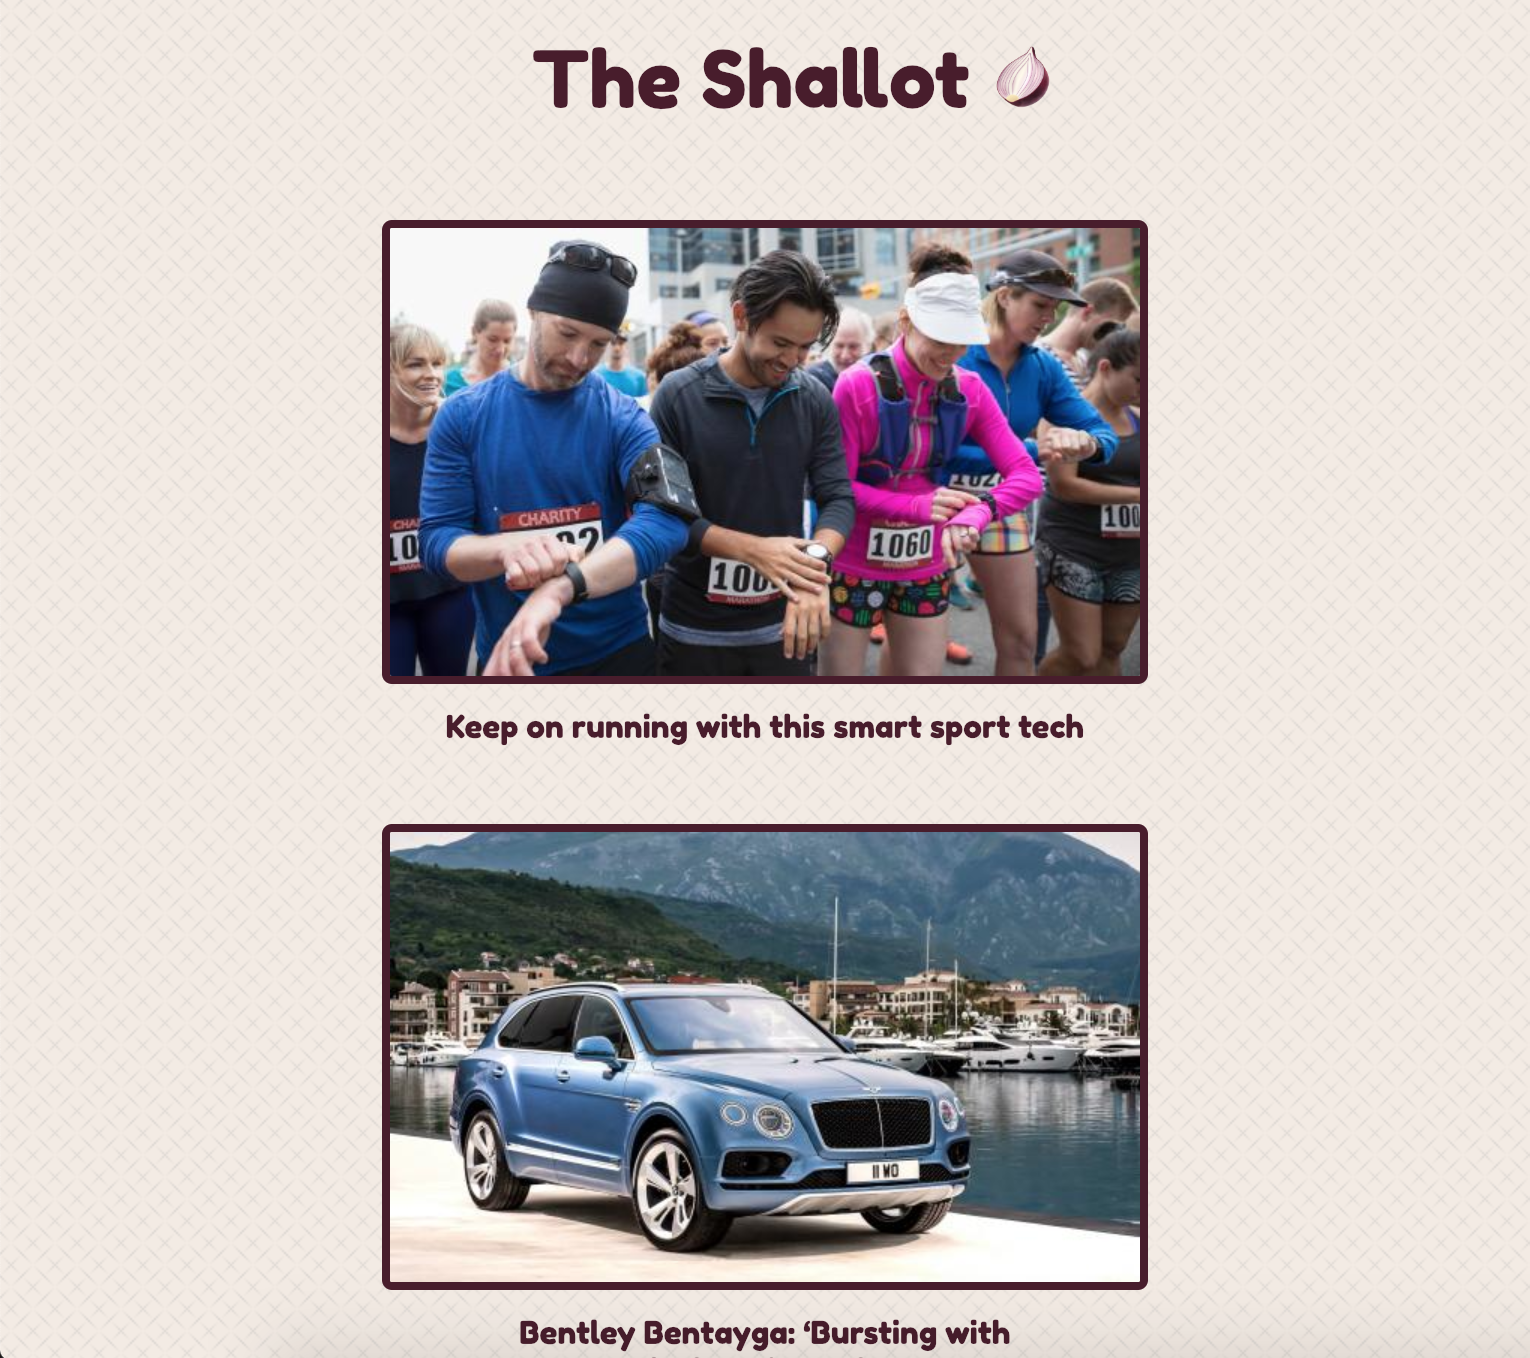 The Shallot
CHARITY
1060
MARATHON
100
Keep on running with this smart sport tech
II WO
Bentley Bentayga: ‘Bursting with